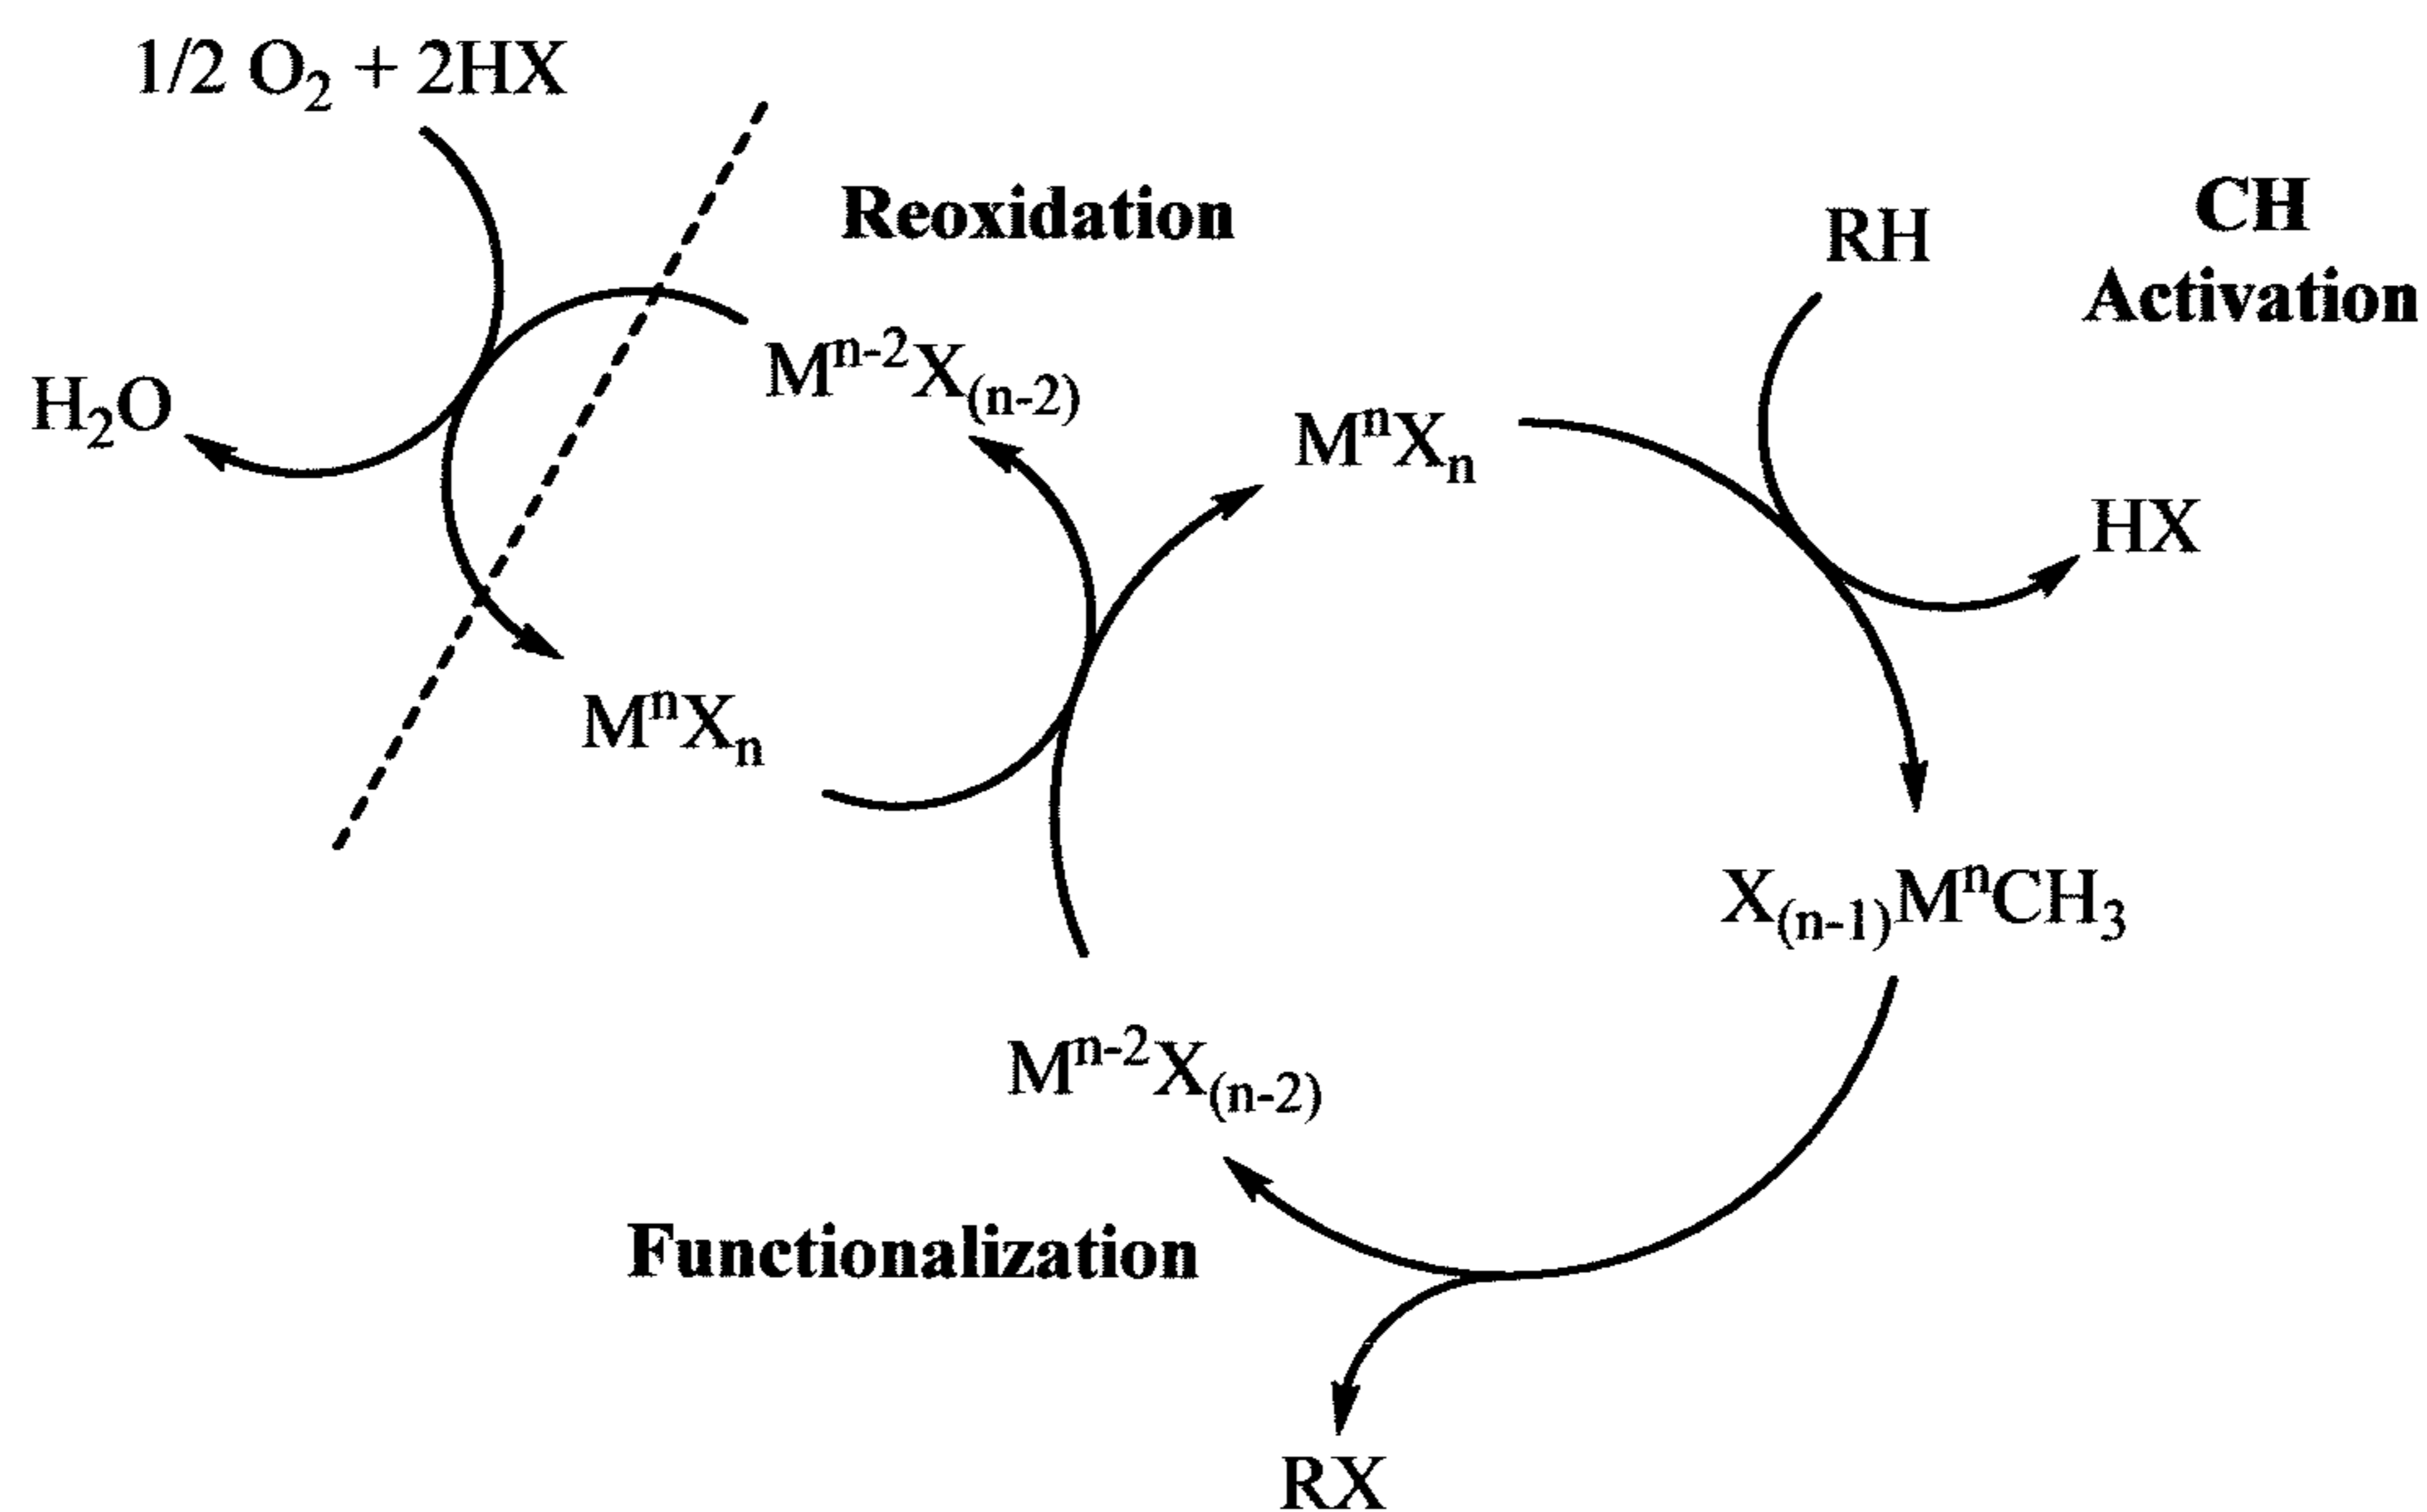 1/2 O₂ + 2HX
Reoxidation
CH
Activation
RH
H₂O
Mⁿ⁻²X₍ₙ₋₂₎
MⁿXₙ
HX
MⁿXₙ
X₍ₙ₋₁₎MⁿCH₃
Mⁿ⁻²X₍ₙ₋₂₎
Functionalization
RX